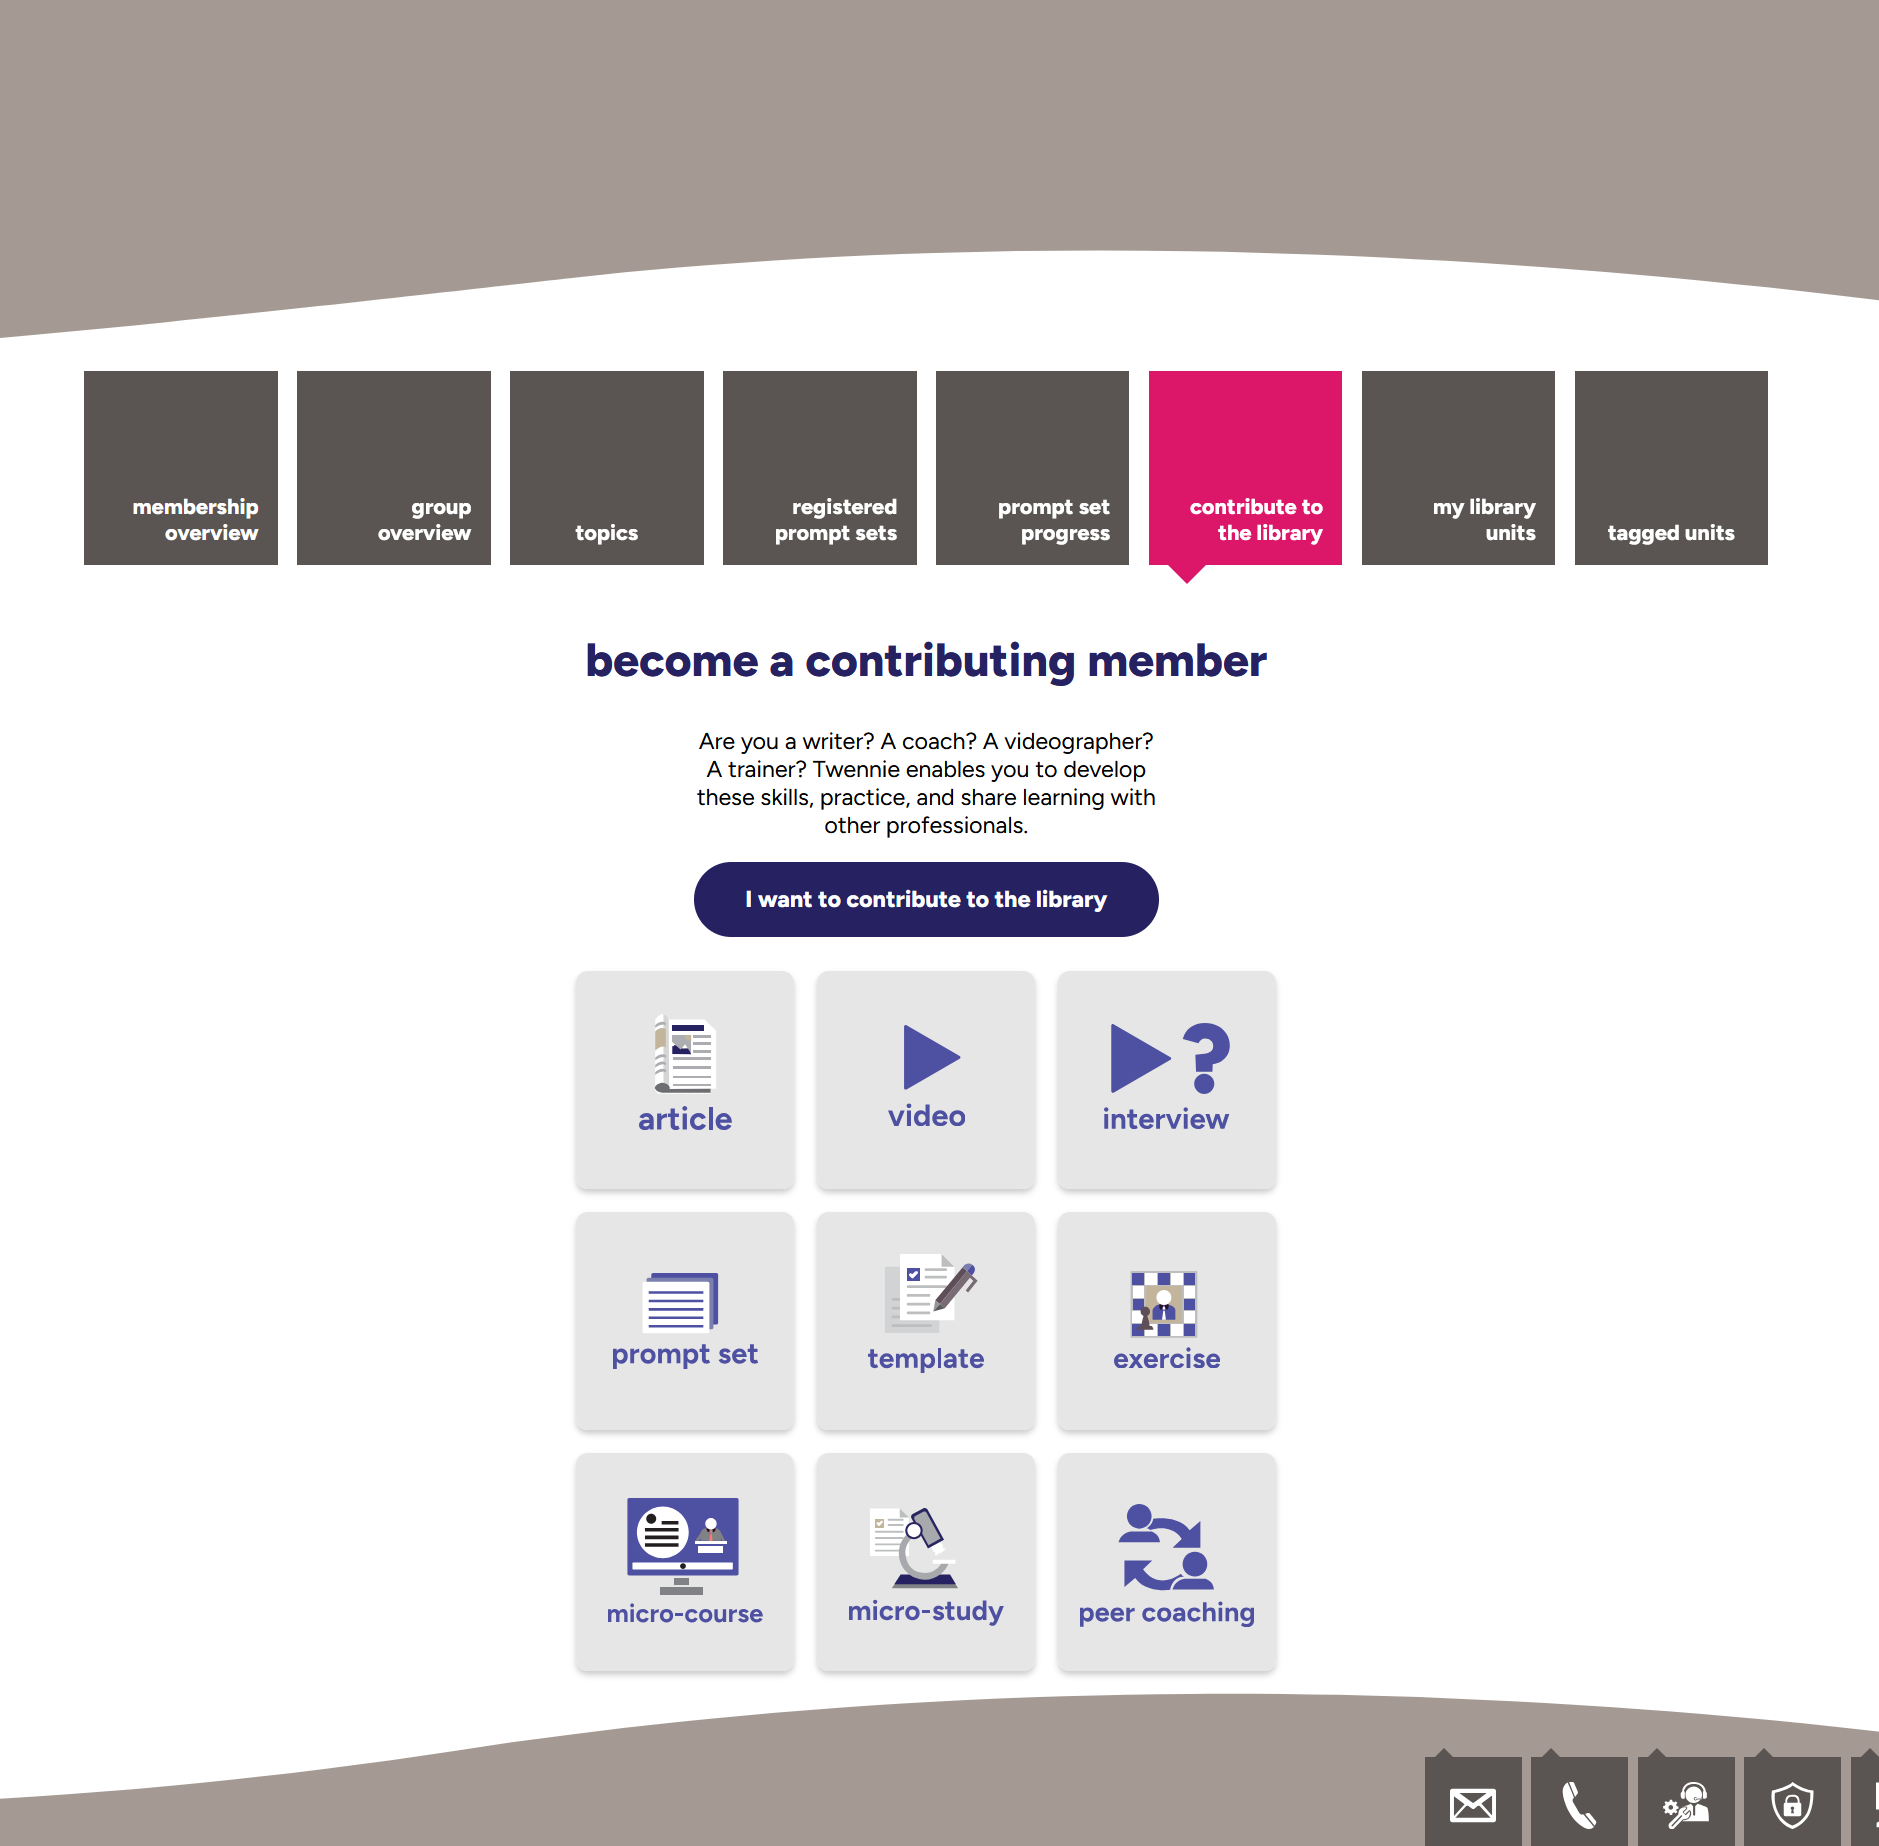 membership
overview
group
overview
topics
registered
prompt sets
prompt set
progress
contribute to
the library
my library
units
tagged units
become a contributing member
Are you a writer? A coach? A videographer?
A trainer? Twennie enables you to develop
these skills, practice, and share learning with
other professionals.
I want to contribute to the library
article
video
interview
prompt set
template
exercise
micro-course
micro-study
peer coaching